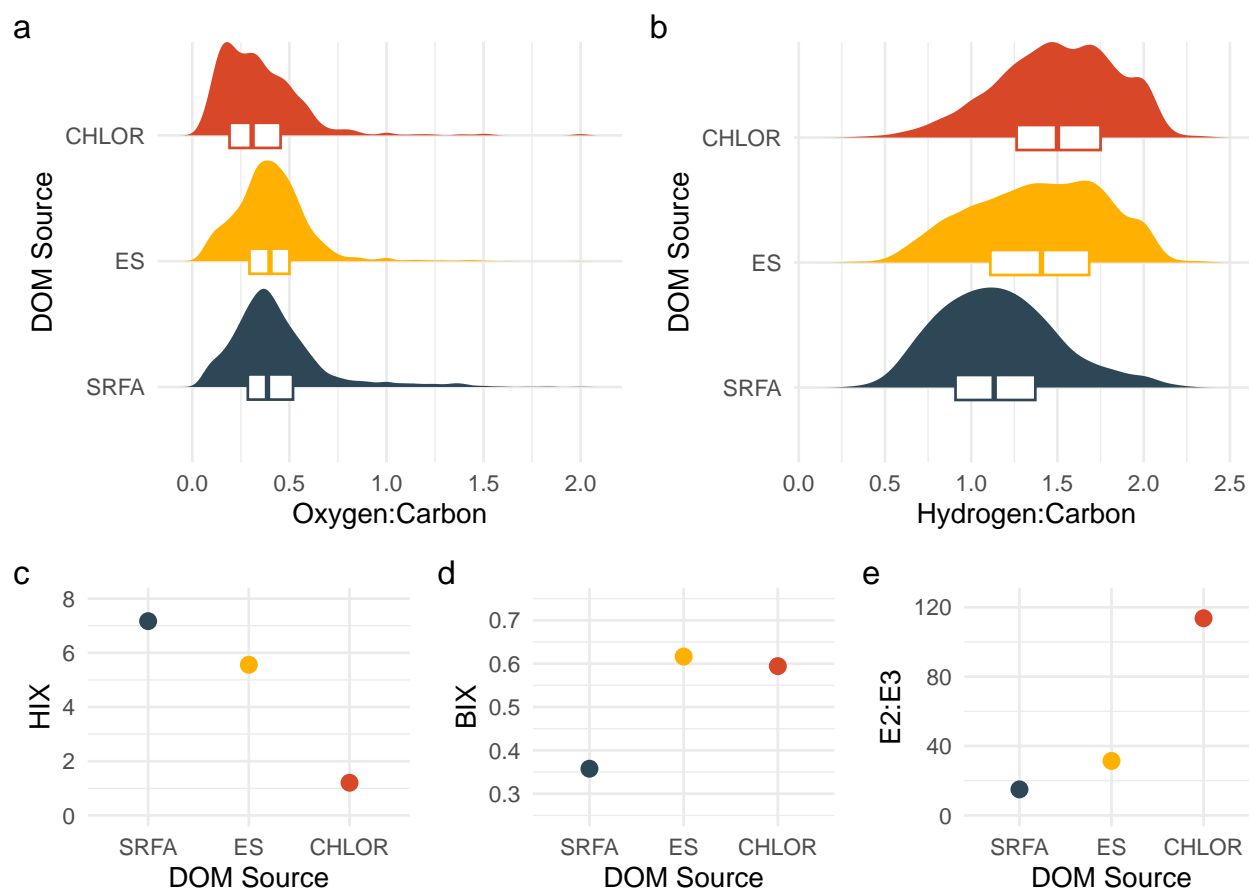 a
DOM Source
CHLOR
ES
SRFA
0.0 0.5 1.0 1.5 2.0
Oxygen:Carbon
b
DOM Source
CHLOR
ES
SRFA
0.0 0.5 1.0 1.5 2.0 2.5
Hydrogen:Carbon
c
HIX
8
6
4
2
0
SRFA ES CHLOR
DOM Source
d
BIX
0.7
0.6
0.5
0.4
0.3
SRFA ES CHLOR
DOM Source
e
E2:E3
120
80
40
0
SRFA ES CHLOR
DOM Source